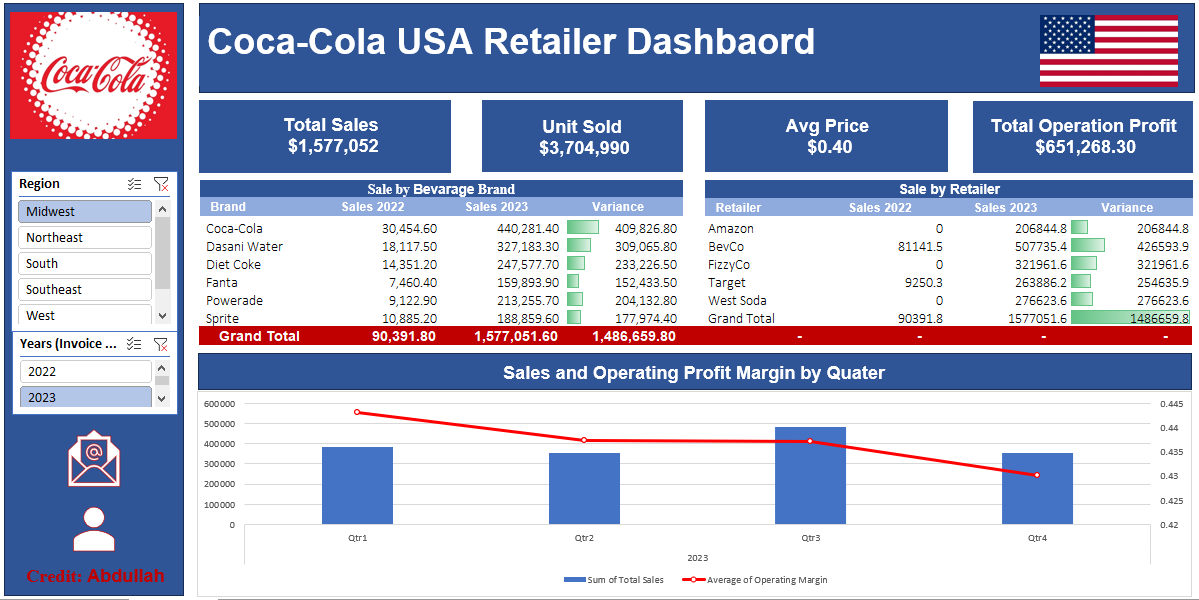 Coca-Cola
Coca-Cola USA Retailer Dashbaord
Total Sales
$1,577,052
Unit Sold
$3,704,990
Avg Price
$0.40
Total Operation Profit
$651,268.30
Region
Midwest
Northeast
South
Southeast
West
Years (Invoice ...
2022
2023
@
Credit: Abdullah
Sale by Bevarage Brand
Brand Sales 2022 Sales 2023 Variance
Coca-Cola 30,454.60 440,281.40 409,826.80
Dasani Water 18,117.50 327,183.30 309,065.80
Diet Coke 14,351.20 247,577.70 233,226.50
Fanta 7,460.40 159,893.90 152,433.50
Powerade 9,122.90 213,255.70 204,132.80
Sprite 10,885.20 188,859.60 177,974.40
Grand Total 90,391.80 1,577,051.60 1,486,659.80
Sale by Retailer
Retailer Sales 2022 Sales 2023 Variance
Amazon 0 206844.8 206844.8
BevCo 81141.5 507735.4 426593.9
FizzyCo 0 321961.6 321961.6
Target 9250.3 263886.2 254635.9
West Soda 0 276623.6 276623.6
Grand Total 90391.8 1577051.6 1486659.8
- - - -
Sales and Operating Profit Margin by Quater
600000
500000
400000
300000
200000
100000
0
0.445
0.44
0.435
0.43
0.425
0.42
Qtr1 Qtr2 Qtr3 Qtr4
2023
Sum of Total Sales Average of Operating Margin